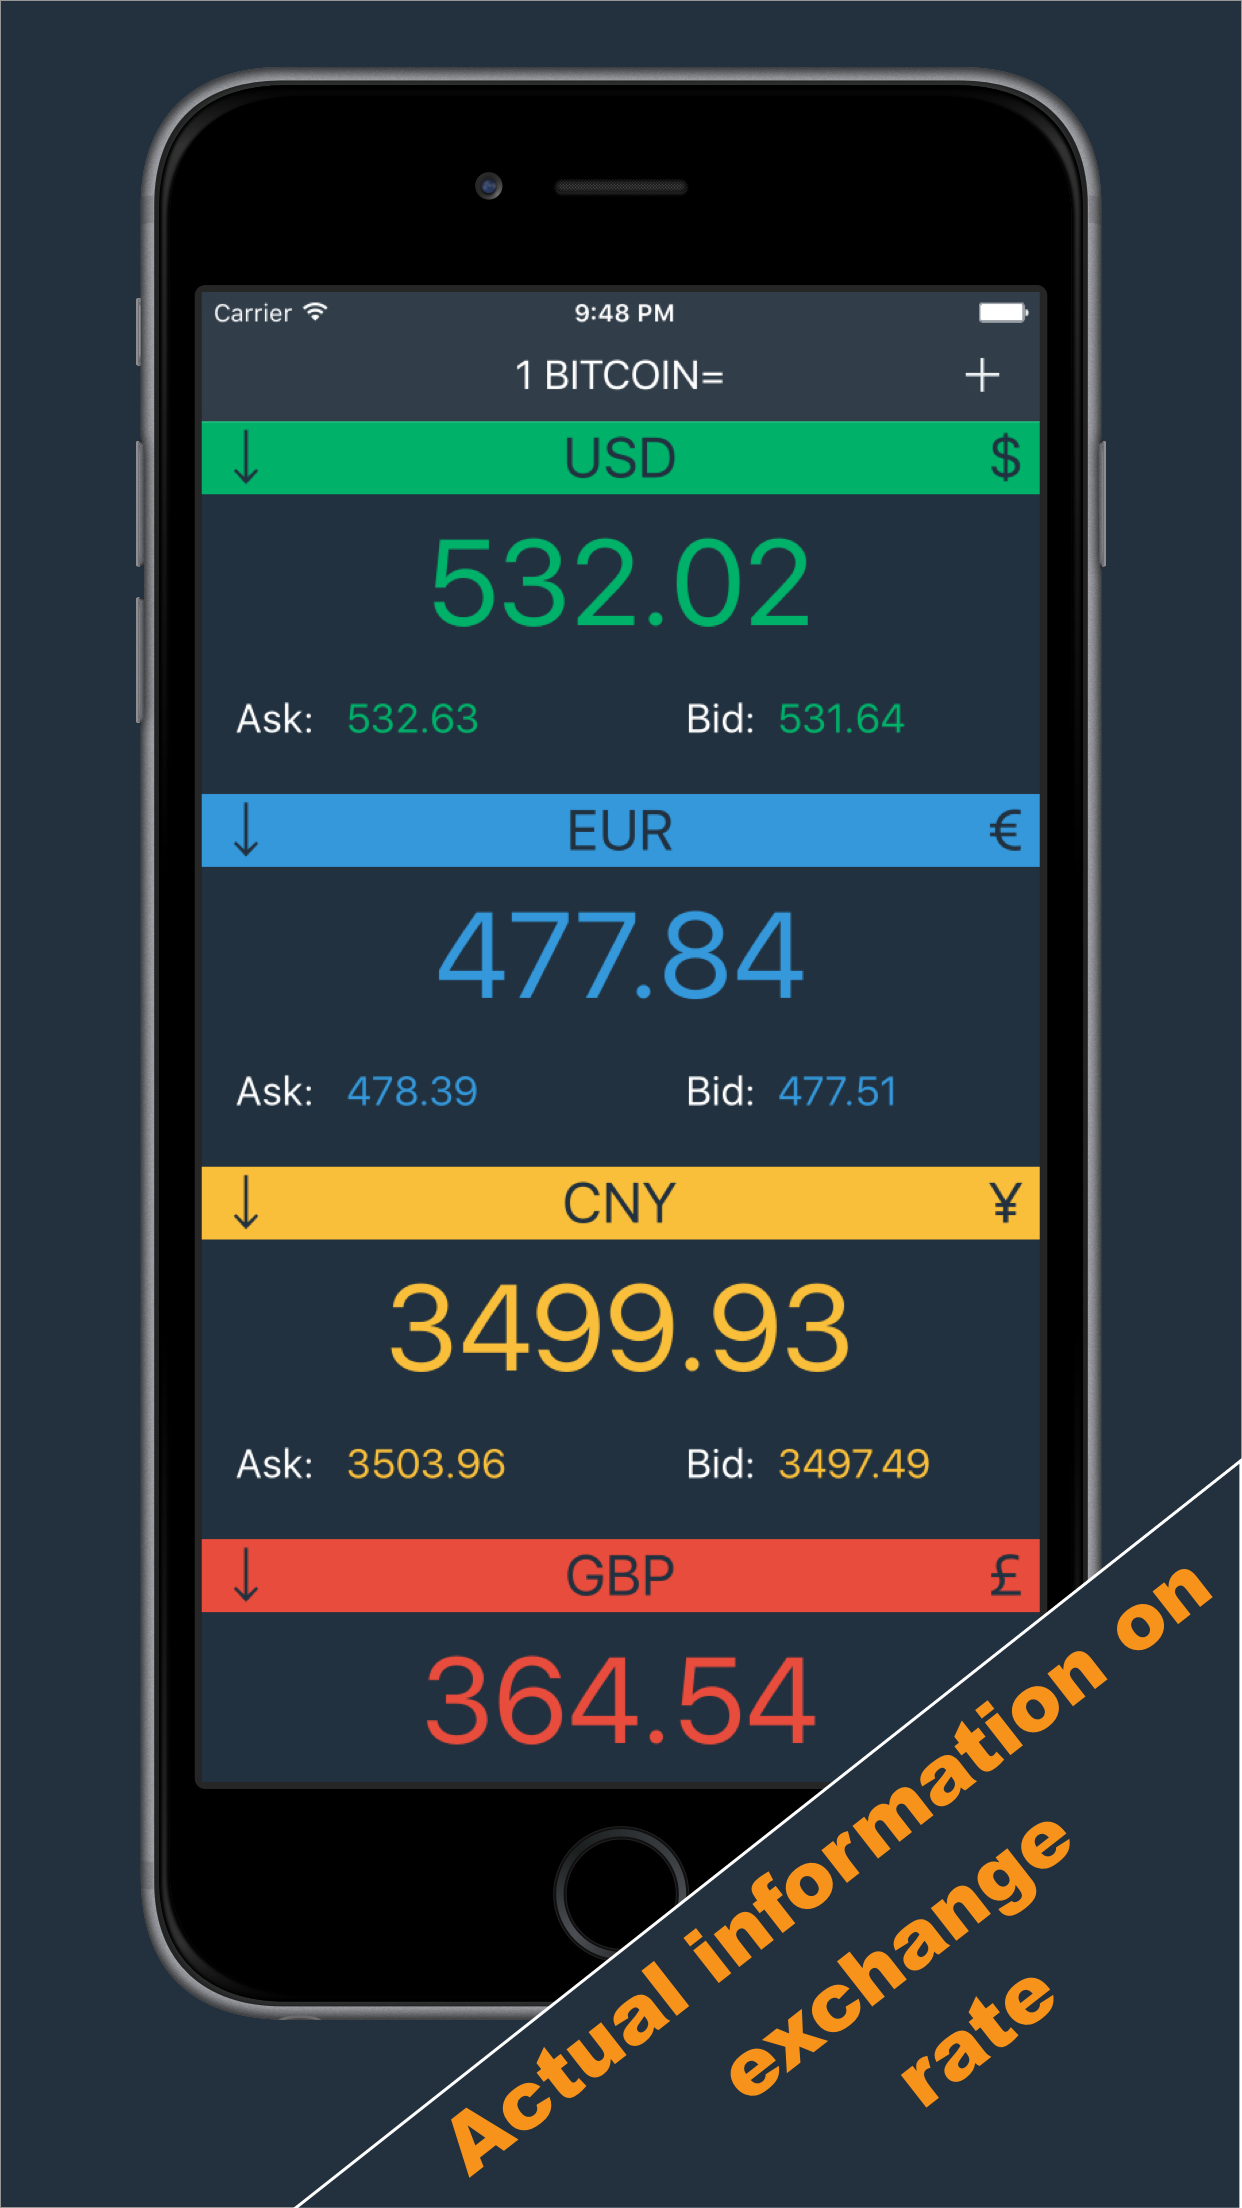 Carrier 9:48 PM
1 BITCOIN= +
↓ USD $
532.02
Ask: 532.63 Bid: 531.64
↓ EUR €
477.84
Ask: 478.39 Bid: 477.51
↓ CNY ¥
3499.93
Ask: 3503.96 Bid: 3497.49
↓ GBP £
364.54
Actual information on
exchange
rate